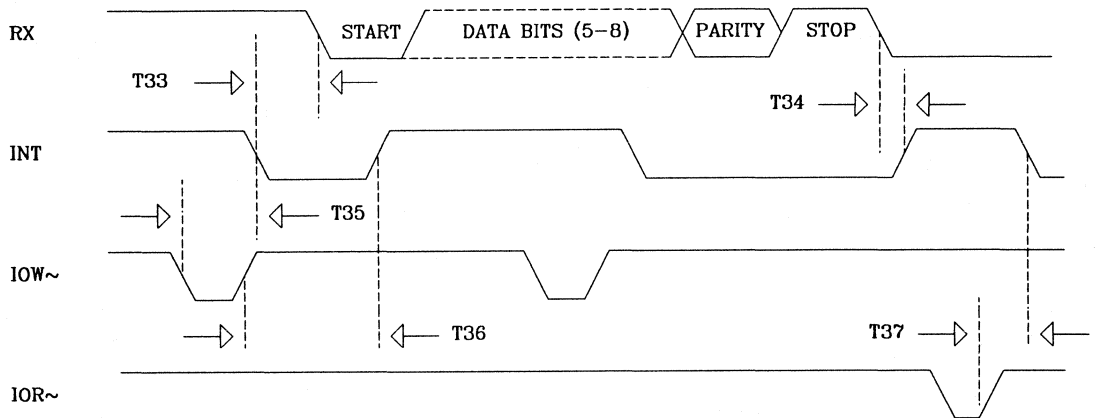 RX
START
DATA BITS (5-8)
PARITY
STOP
T33
T34
INT
T35
IOW~
T36
T37
IOR~